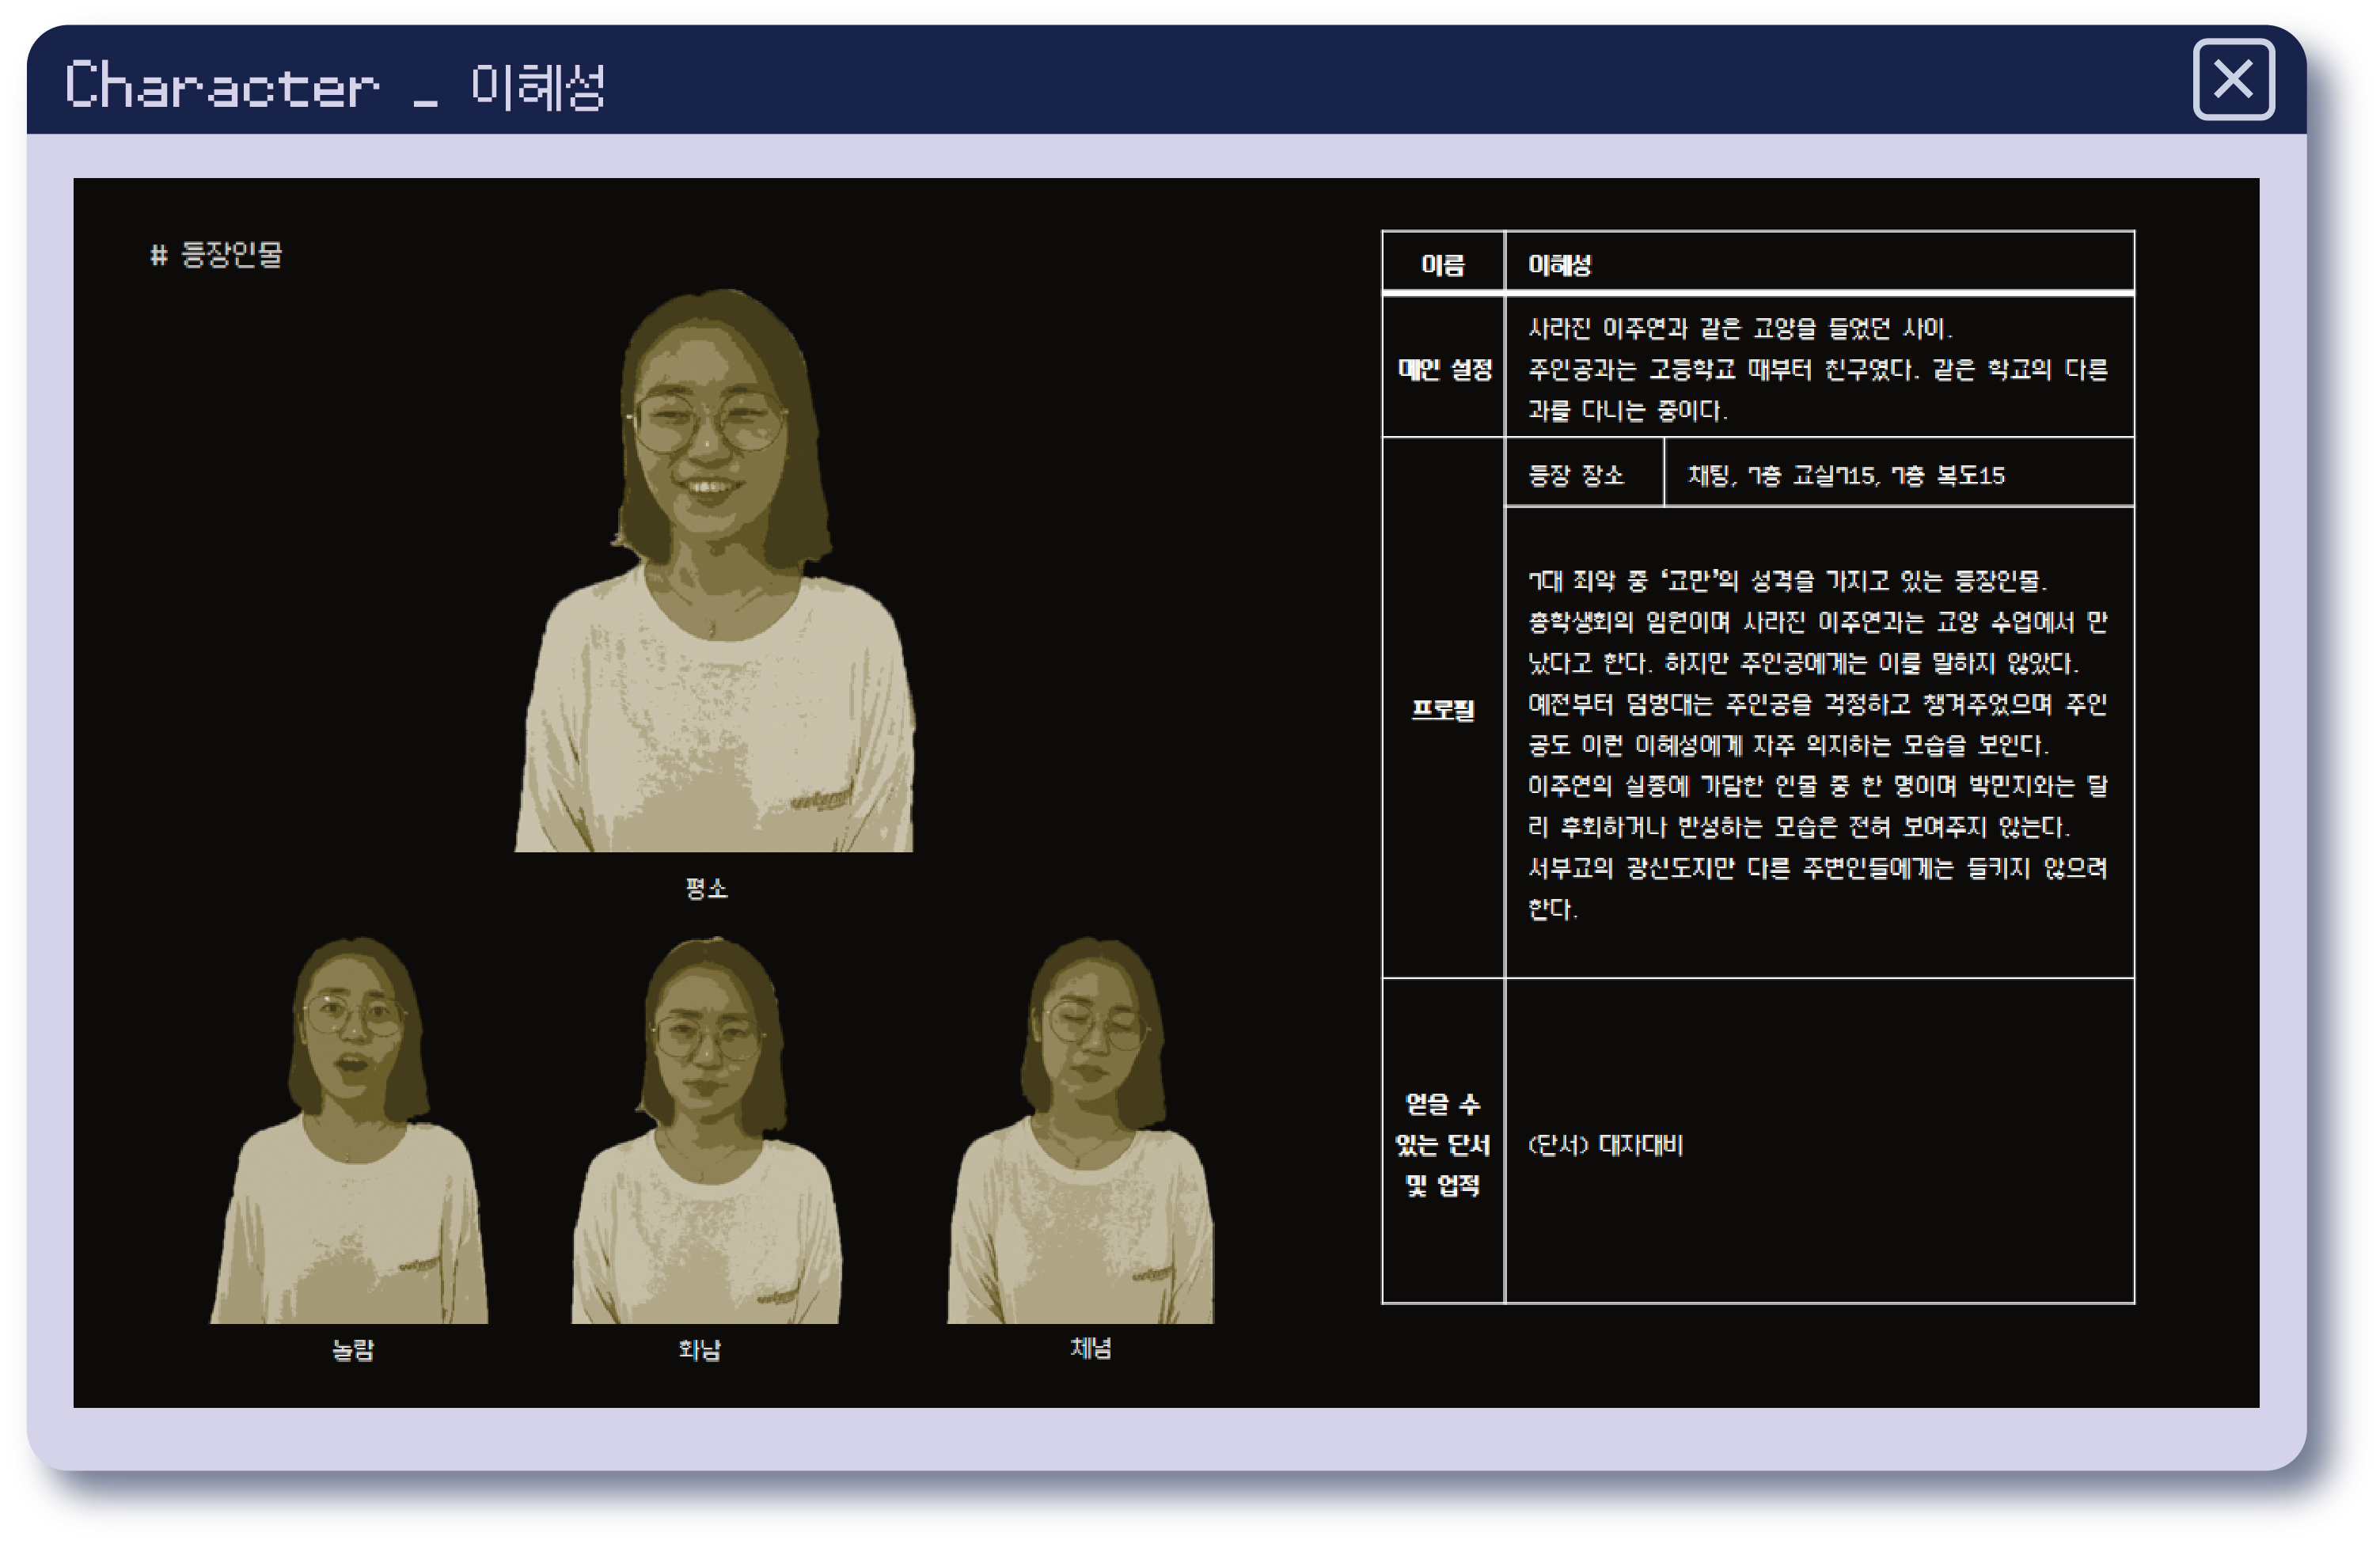 Character _ 이혜성
# 등장인물
평소
놀람
화남
체념
이름
이혜성
메인 설정
사라진 이주연과 같은 교양을 들었던 사이.
주인공과는 고등학교 때부터 친구였다. 같은 학교의 다른
과를 다니는 중이다.
프로필
등장 장소
채팅, 7층 교실715, 7층 복도15
7대 죄악 중 ‘교만’의 성격을 가지고 있는 등장인물.
총학생회의 임원이며 사라진 이주연과는 교양 수업에서 만
났다고 한다. 하지만 주인공에게는 이를 말하지 않았다.
예전부터 덤벙대는 주인공을 걱정하고 챙겨주었으며 주인
공도 이런 이혜성에게 자주 의지하는 모습을 보인다.
이주연의 실종에 가담한 인물 중 한 명이며 박민지와는 달
리 후회하거나 반성하는 모습은 전혀 보여주지 않는다.
서부교의 광신도지만 다른 주변인들에게는 들키지 않으려
한다.
얻을 수
있는 단서
및 업적
(단서) 대자대비